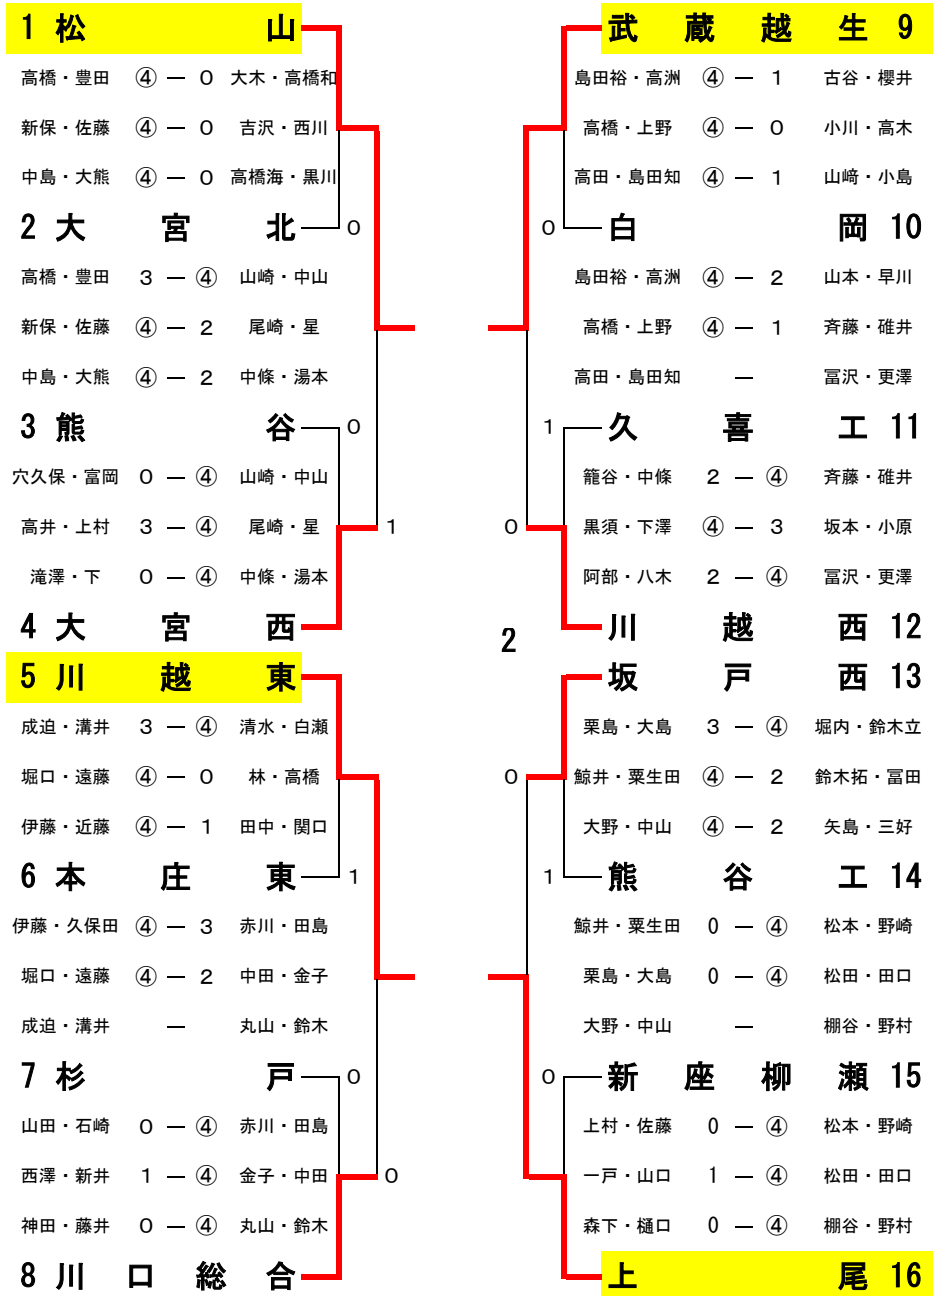 1 松山
高橋・豊田 ④ － 0 大木・高橋和
新保・佐藤 ④ － 0 吉沢・西川
中島・大熊 ④ － 0 高橋海・黒川
2 大宮北 0
高橋・豊田 3 － ④ 山崎・中山
新保・佐藤 ④ － 2 尾崎・星
中島・大熊 ④ － 2 中條・湯本
3 熊谷 0
穴久保・富岡 0 － ④ 山崎・中山
高井・上村 3 － ④ 尾崎・星
1
滝澤・下 0 － ④ 中條・湯本
4 大宮西
5 川越東
成迫・溝井 3 － ④ 清水・白瀬
堀口・遠藤 ④ － 0 林・高橋
伊藤・近藤 ④ － 1 田中・関口
6 本庄東 1
伊藤・久保田 ④ － 3 赤川・田島
堀口・遠藤 ④ － 2 中田・金子
成迫・溝井 － 丸山・鈴木
7 杉戸 0
山田・石崎 0 － ④ 赤川・田島
西澤・新井 1 － ④ 金子・中田
0
神田・藤井 0 － ④ 丸山・鈴木
8 川口総合
2
武蔵越生 9
島田裕・高洲 ④ － 1 古谷・櫻井
高橋・上野 ④ － 0 小川・高木
高田・島田知 ④ － 1 山﨑・小島
0 白岡 10
島田裕・高洲 ④ － 2 山本・早川
高橋・上野 ④ － 1 斉藤・碓井
高田・島田知 － 冨沢・更澤
1 久喜工 11
籠谷・中條 2 － ④ 斉藤・碓井
0
黒須・下澤 ④ － 3 坂本・小原
阿部・八木 2 － ④ 冨沢・更澤
川越西 12
坂戸西 13
栗島・大島 3 － ④ 堀内・鈴木立
0
鯨井・粟生田 ④ － 2 鈴木拓・冨田
大野・中山 ④ － 2 矢島・三好
1 熊谷工 14
鯨井・粟生田 0 － ④ 松本・野崎
栗島・大島 0 － ④ 松田・田口
大野・中山 － 棚谷・野村
0 新座柳瀬 15
上村・佐藤 0 － ④ 松本・野崎
一戸・山口 1 － ④ 松田・田口
森下・樋口 0 － ④ 棚谷・野村
上尾 16